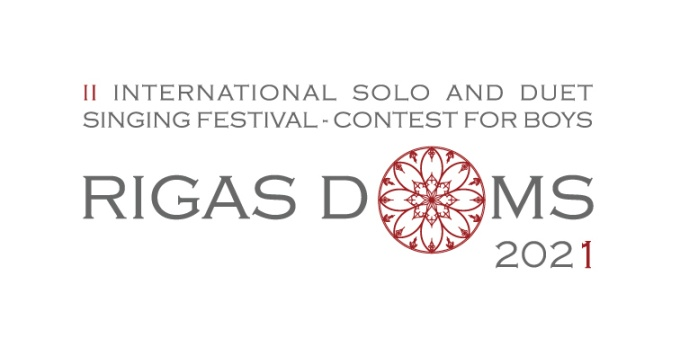 II INTERNATIONAL SOLO AND DUET
SINGING FESTIVAL - CONTEST FOR BOYS
RIGAS DOMS
2021